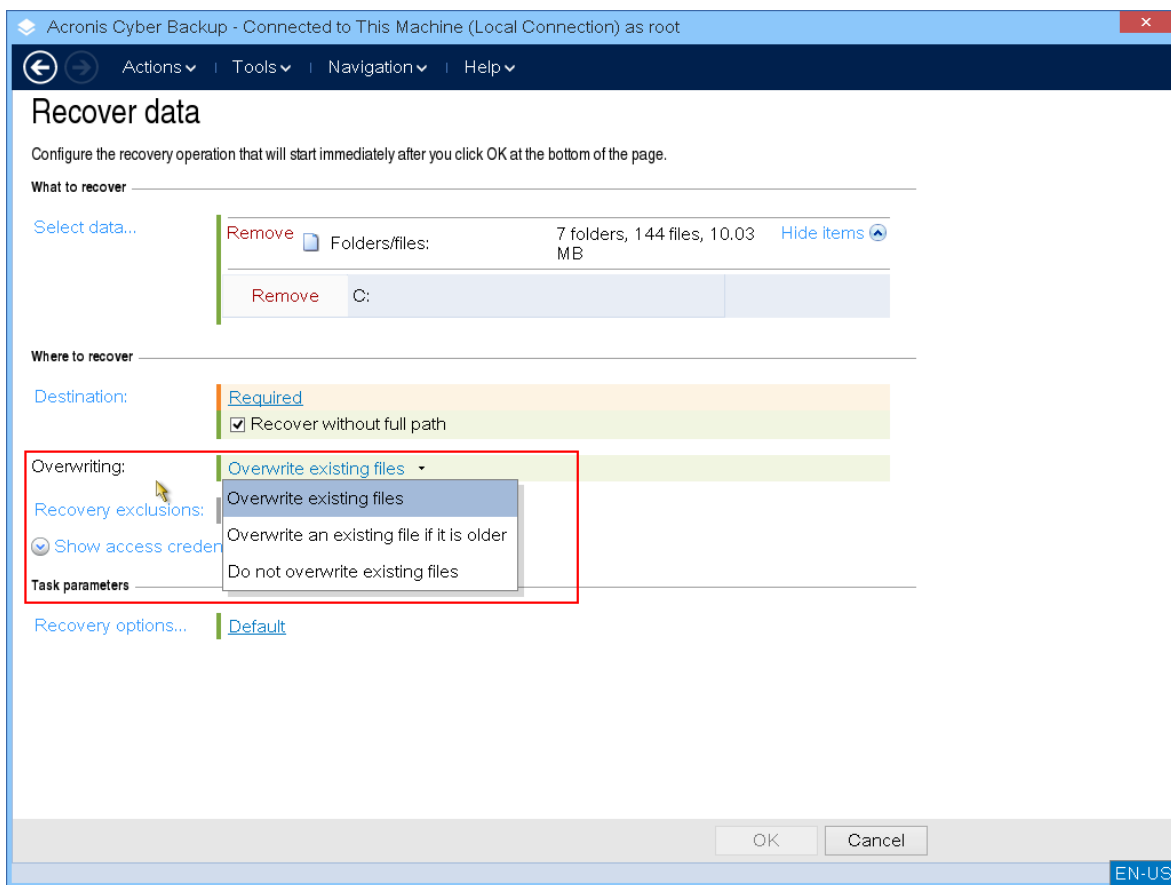 Acronis Cyber Backup - Connected to This Machine (Local Connection) as root
Actions Tools Navigation Help
Recover data
Configure the recovery operation that will start immediately after you click OK at the bottom of the page.
What to recover
Select data...
Remove Folders/files: 7 folders, 144 files, 10.03 MB Hide items
Remove C:
Where to recover
Destination: Required
Recover without full path
Overwriting: Overwrite existing files
Overwrite existing files
Recovery exclusions:
Overwrite an existing file if it is older
Show access creden
Do not overwrite existing files
Task parameters
Recovery options... Default
OK Cancel
EN-US